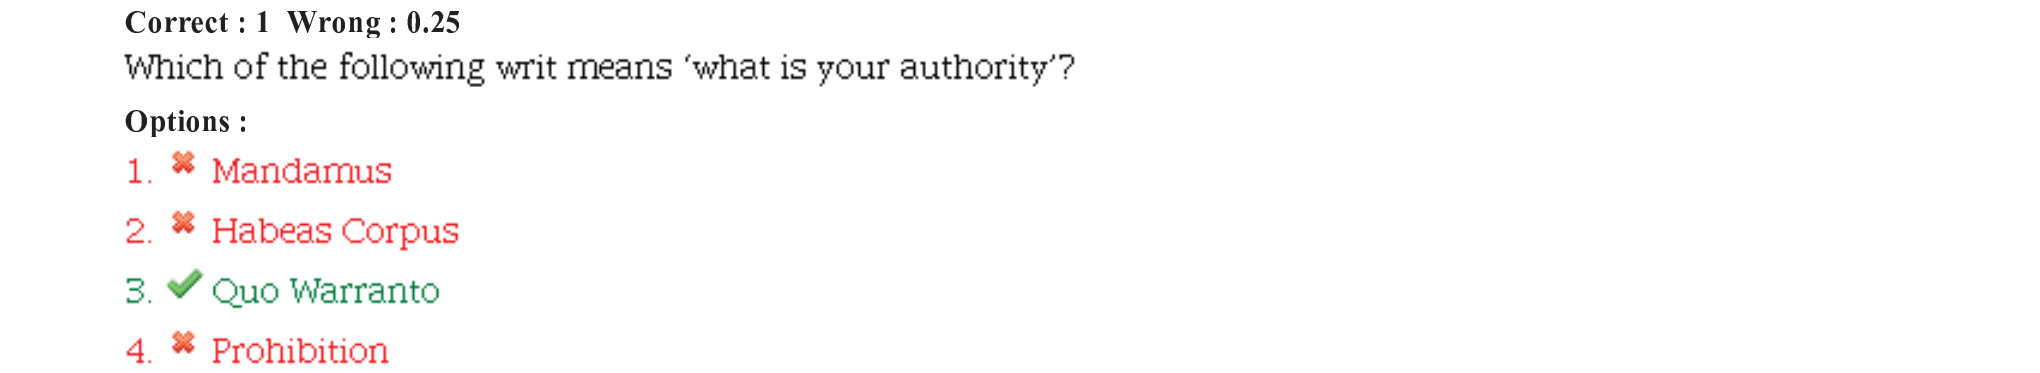 Correct : 1 Wrong : 0.25
Which of the following writ means ‘what is your authority’?
Options :
1. Mandamus
2. Habeas Corpus
3. Quo Warranto
4. Prohibition